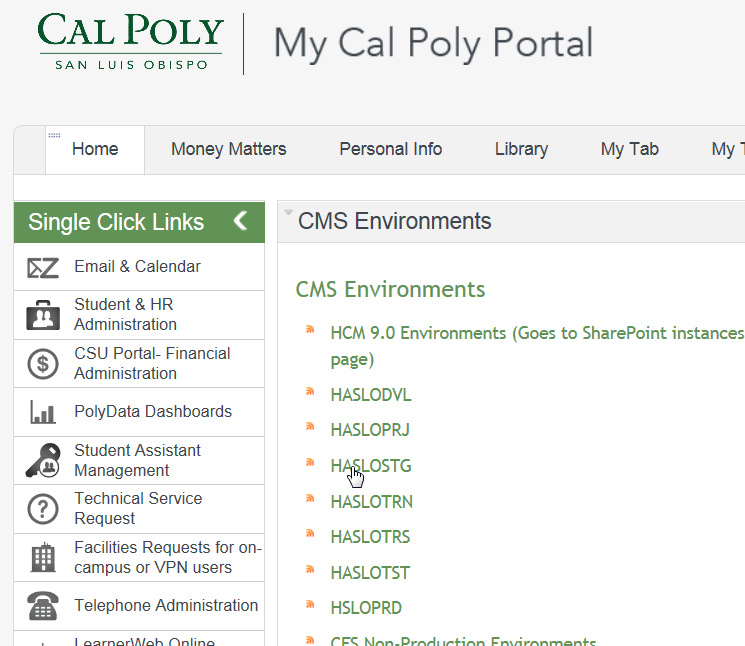 CAL POLY
SAN LUIS OBISPO
My Cal Poly Portal
Home
Money Matters
Personal Info
Library
My Tab
My
Single Click Links
Email & Calendar
Student & HR
Administration
CSU Portal- Financial
Administration
PolyData Dashboards
Student Assistant
Management
Technical Service
Request
Facilities Requests for on-
campus or VPN users
Telephone Administration
LearnerWeb Online
CMS Environments
CMS Environments
HCM 9.0 Environments (Goes to SharePoint instances
page)
HASLODVL
HASLOPRJ
HASLOSTG
HASLOTRN
HASLOTRS
HASLOTST
HSLOPRD
CFS Non-Production Environments